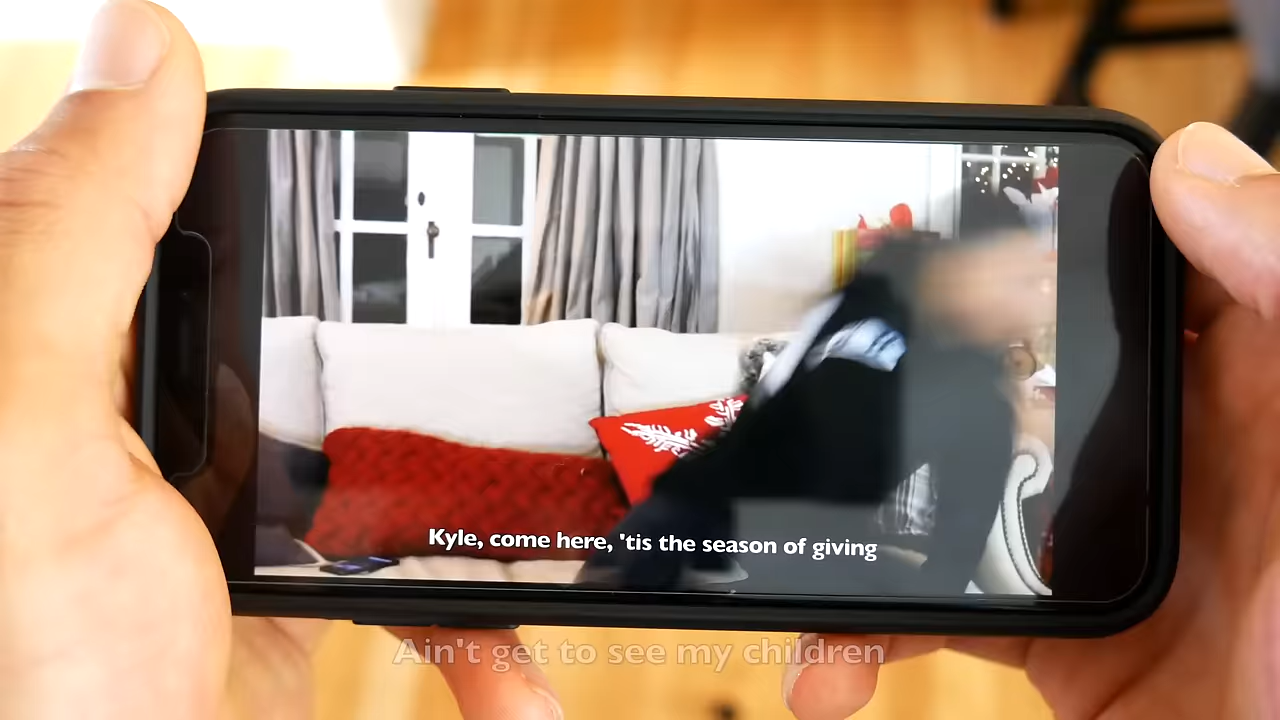 Kyle, come here, 'tis the season of giving
Ain't get to see my children